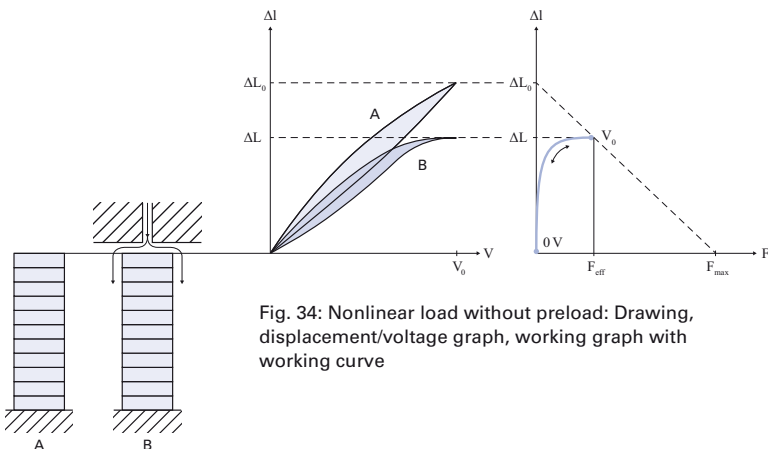 Δl
Δl
ΔL₀
ΔL₀
A
ΔL
ΔL
V₀
B
0 V
V
F
V₀
F_eff
F_max
Fig. 34: Nonlinear load without preload: Drawing,
displacement/voltage graph, working graph with
working curve
A
B